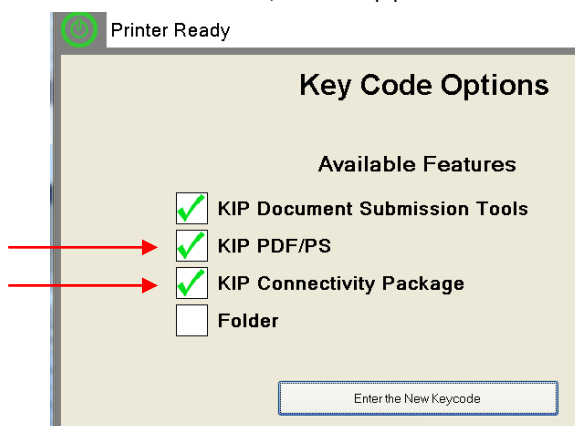 Printer Ready
Key Code Options
Available Features
KIP Document Submission Tools
KIP PDF/PS
KIP Connectivity Package
Folder
Enter the New Keycode